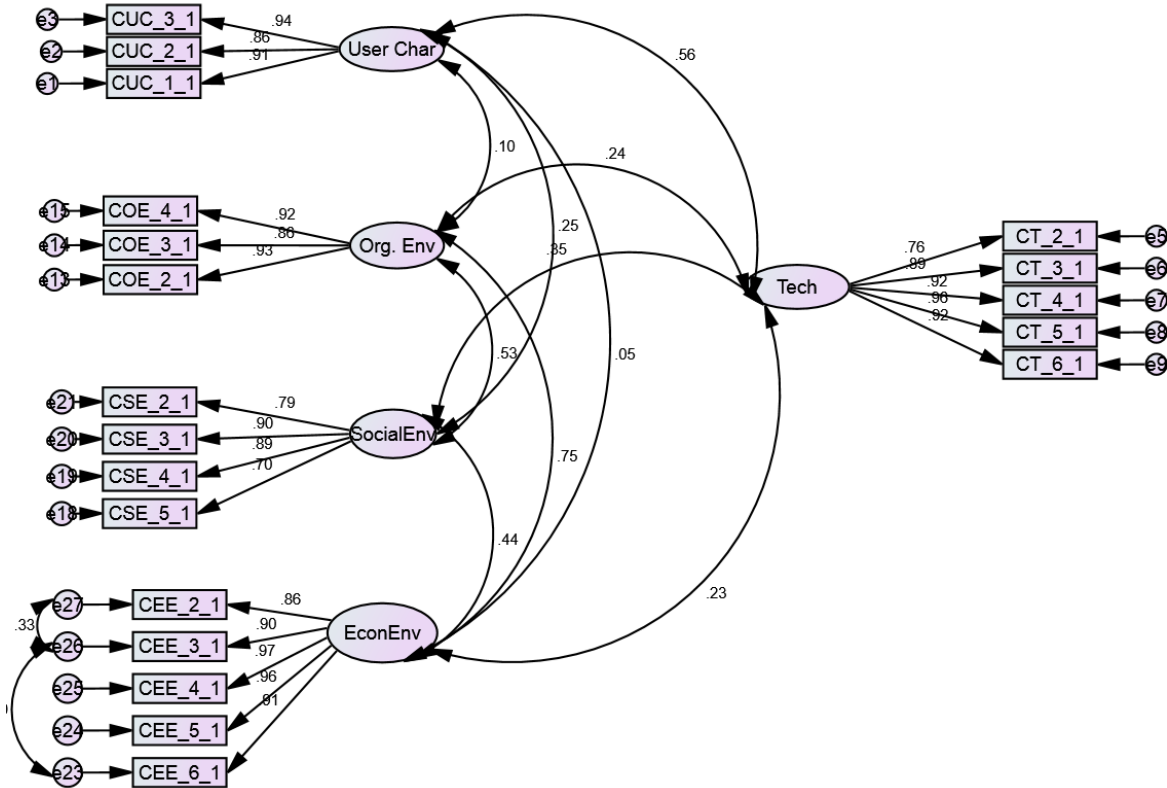 e3 CUC_3_1 .94
e2 CUC_2_1 .86 User Char
e1 CUC_1_1 .91
.56
.10
.24
e15 COE_4_1 .92
e14 COE_3_1 .86 Org. Env
e13 COE_2_1 .93
.25
.35
Tech
.76 CT_2_1 e5
.89 CT_3_1 e6
.92 CT_4_1 e7
.96 CT_5_1 e8
.92 CT_6_1 e9
.53
.05
e21 CSE_2_1 .79
e20 CSE_3_1 .90 SocialEnv
e19 CSE_4_1 .89
e18 CSE_5_1 .70
.75
.44
.23
.33
e27 CEE_2_1 .86
e26 CEE_3_1 .90 EconEnv
e25 CEE_4_1 .97
e24 CEE_5_1 .96
e23 CEE_6_1 .91